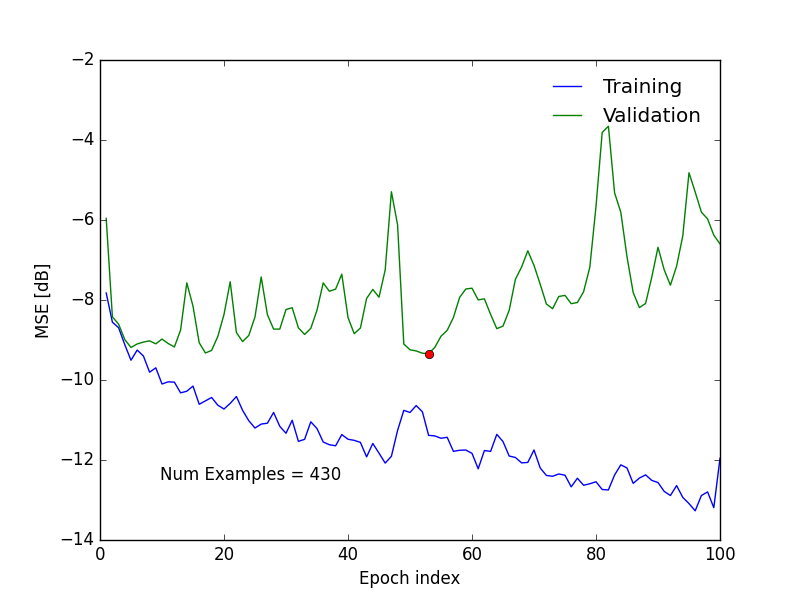 −2
−4
−6
−8
−10
−12
−14
MSE [dB]
Training
Validation
Num Examples = 430
0 20 40 60 80 100
Epoch index